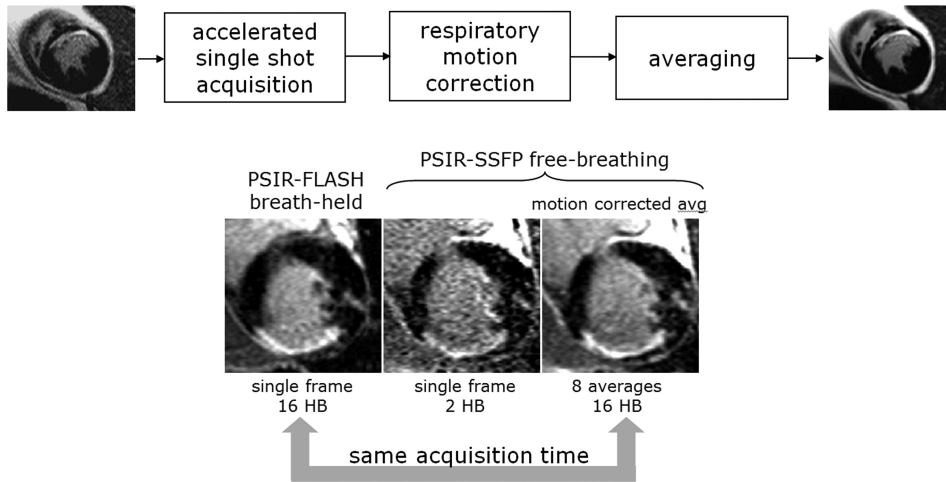 accelerated
single shot
acquisition
respiratory
motion
correction
averaging
PSIR-FLASH
breath-held
PSIR-SSFP free-breathing
motion corrected avg
single frame
16 HB
single frame
2 HB
8 averages
16 HB
same acquisition time